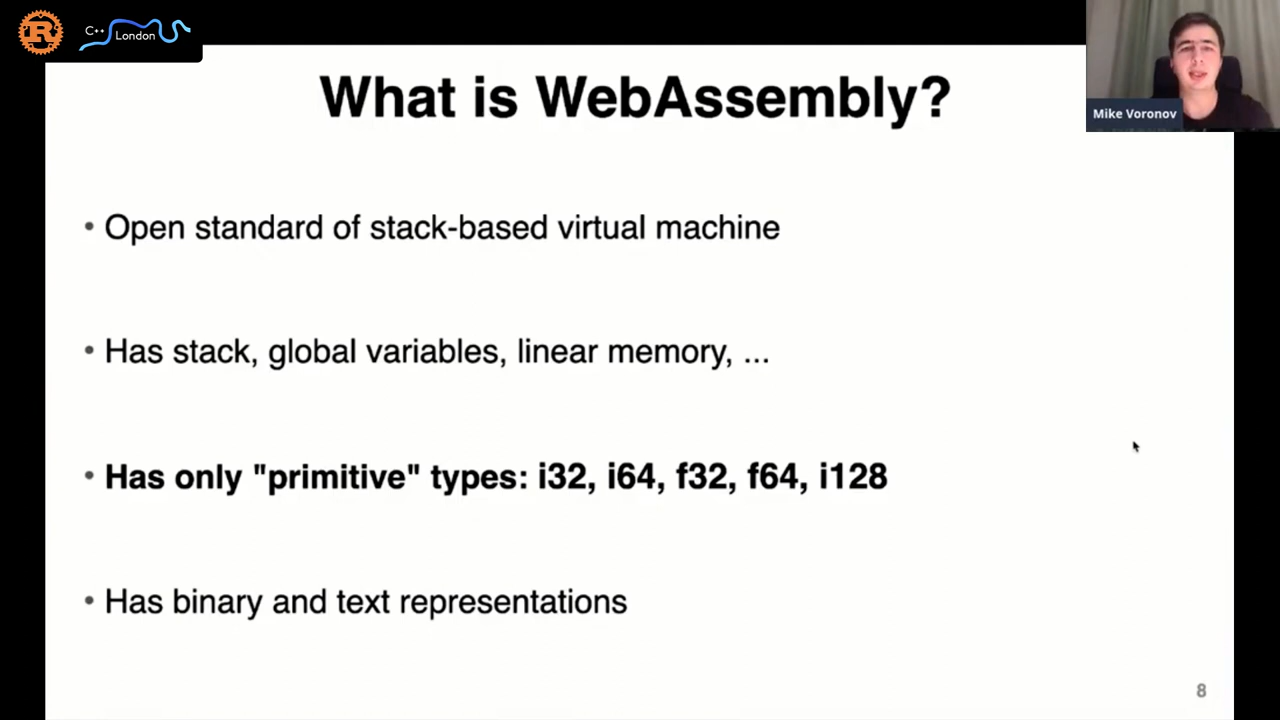 R
C++
London
What is WebAssembly?
Mike Voronov
• Open standard of stack-based virtual machine
• Has stack, global variables, linear memory, ...
• Has only "primitive" types: i32, i64, f32, f64, i128
• Has binary and text representations
8